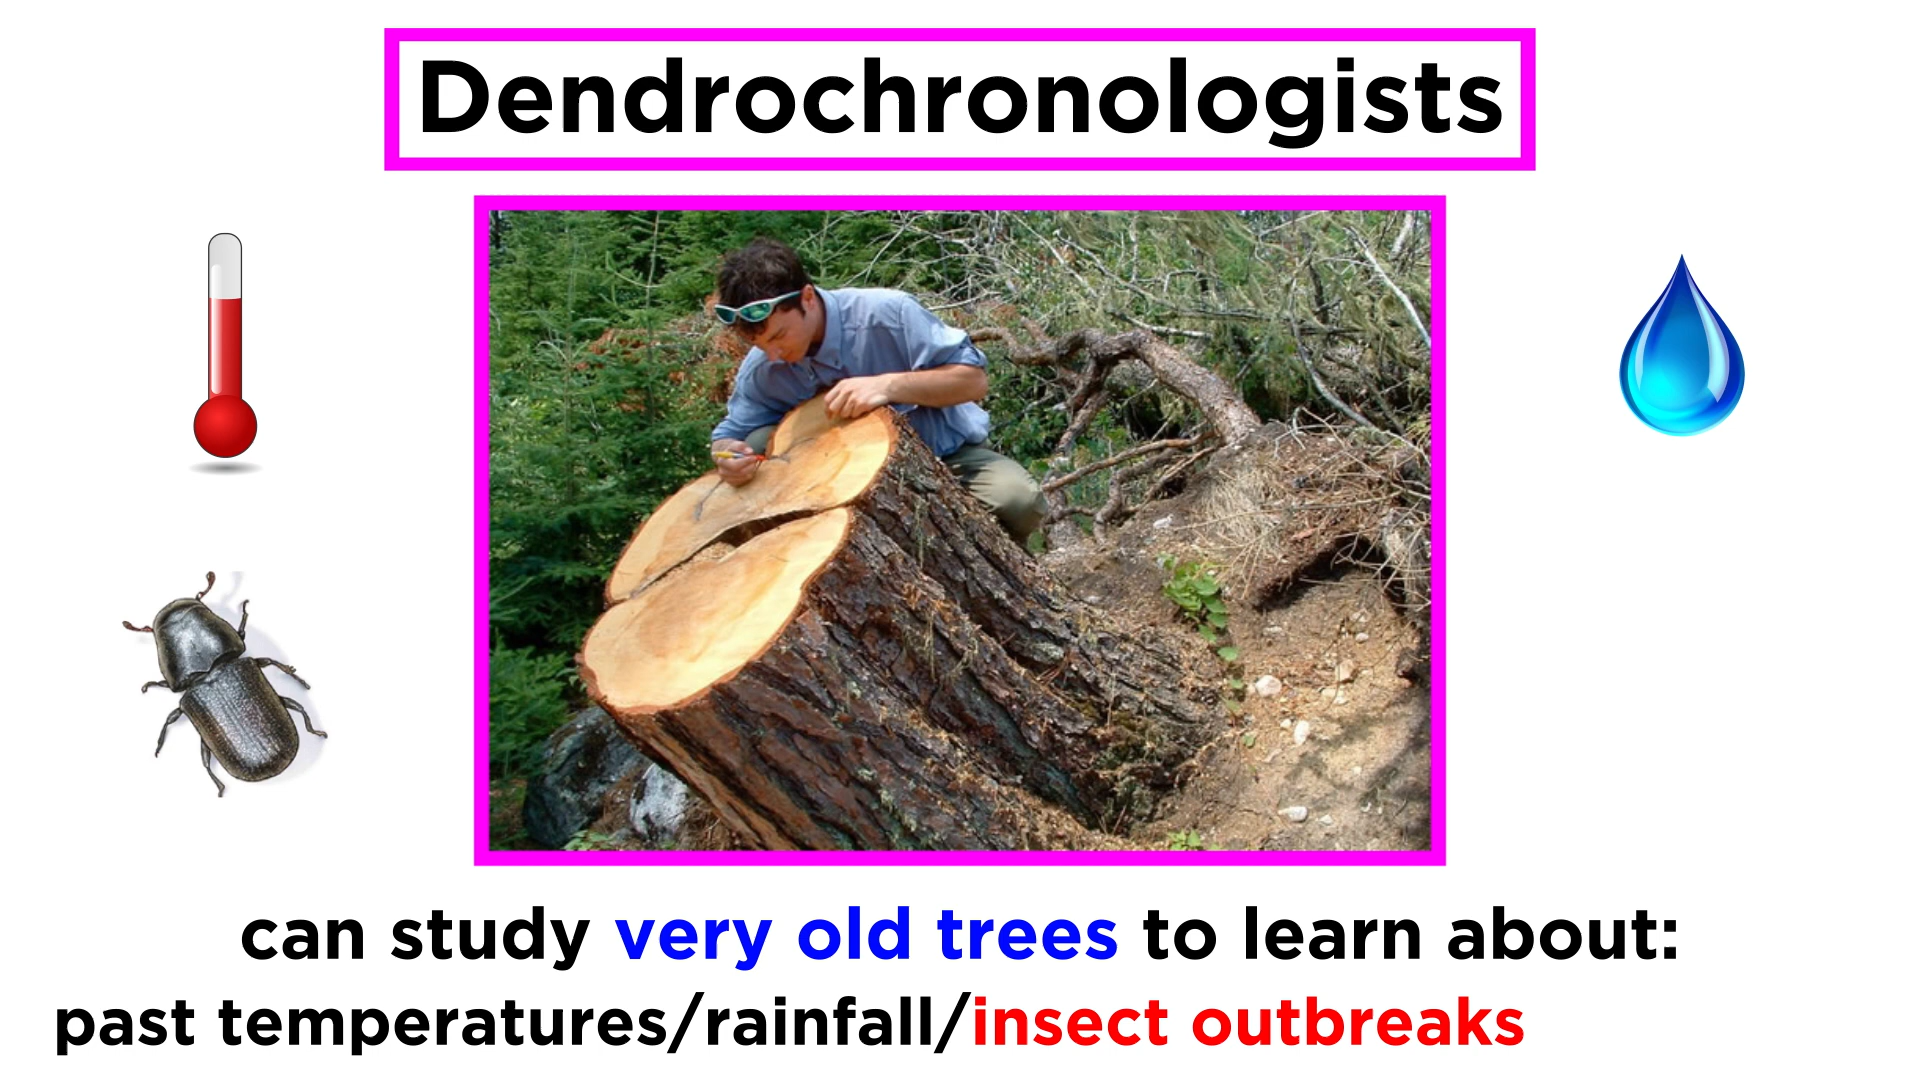 Dendrochronologists
can study very old trees to learn about:
past temperatures/rainfall/insect outbreaks